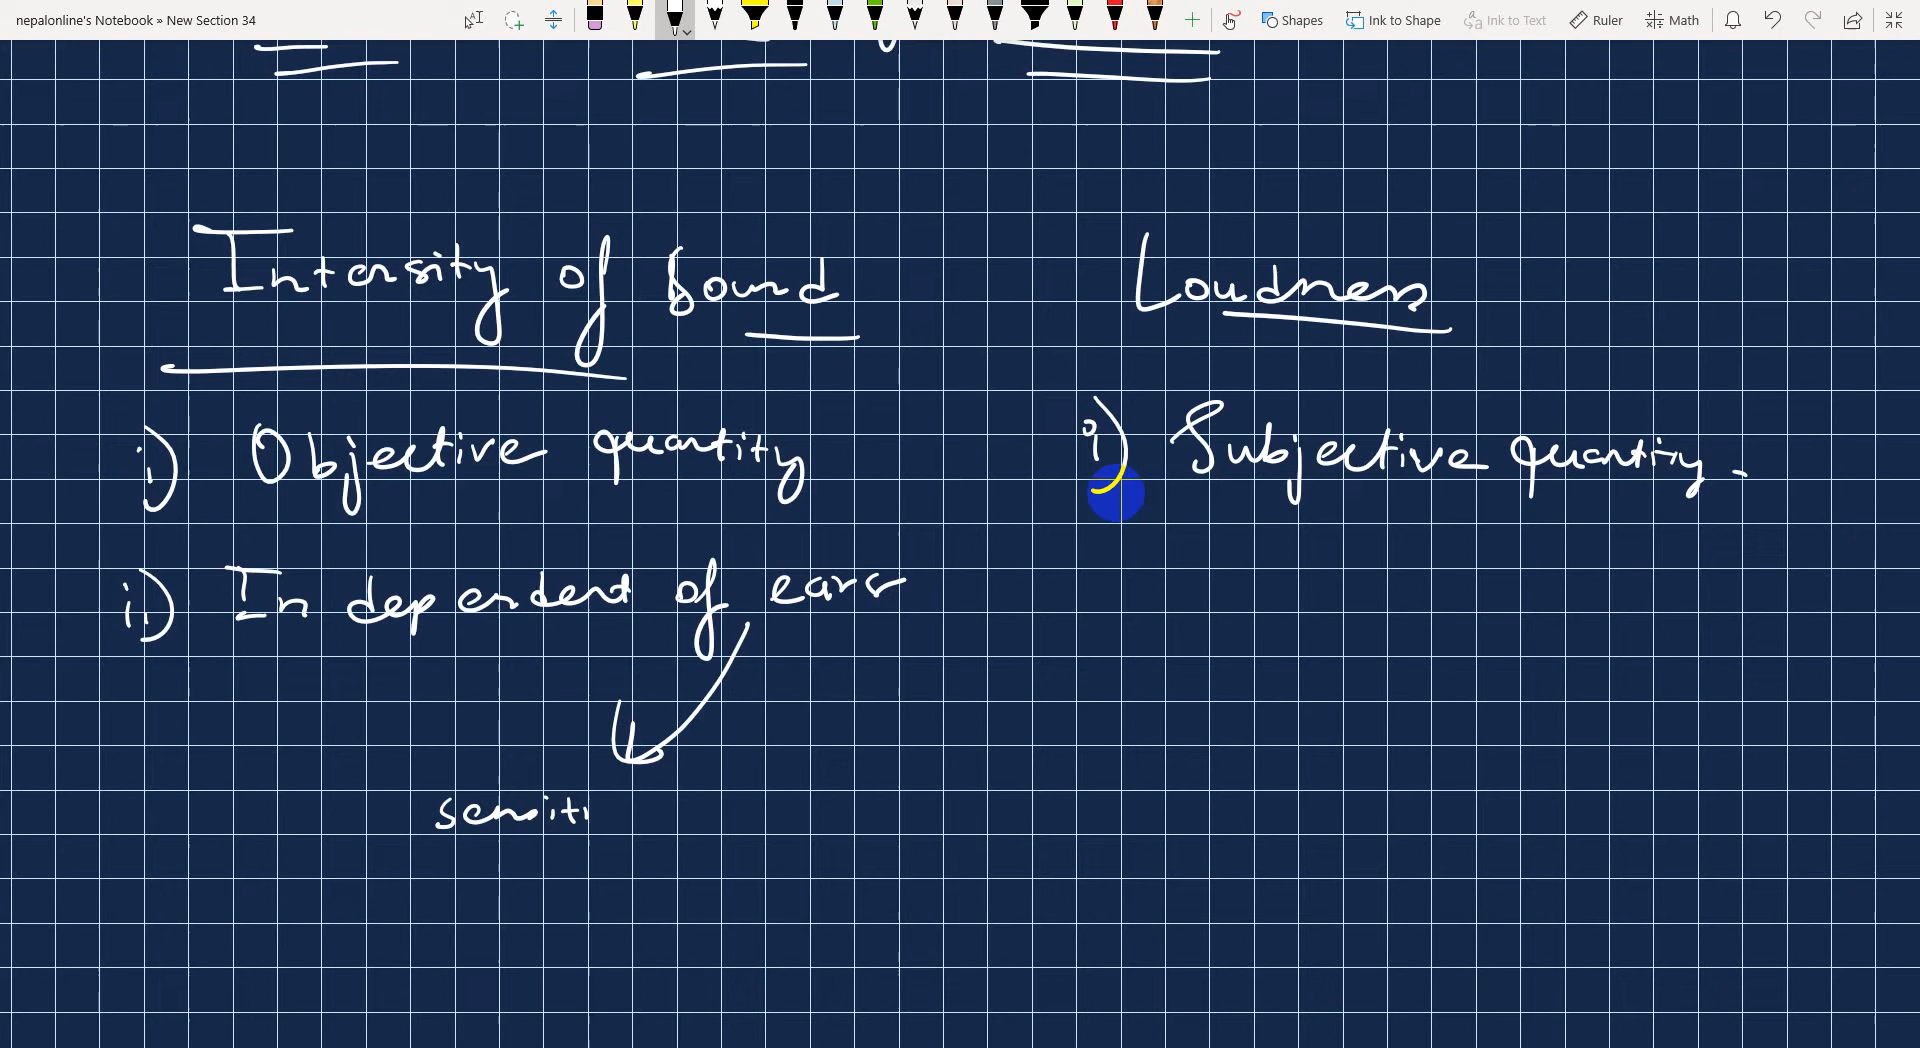 nepalonline's Notebook » New Section 34
Shapes
Ink to Shape
Ink to Text
Ruler
Math
Intensity of Sound
Loudness
i) Objective quantity
i) Subjective quantity.
ii) Independent of ears
sensiti